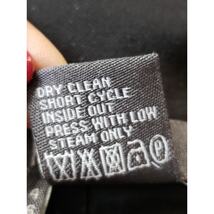 DRY CLEAN
SHORT CYCLE
INSIDE OUT
PRESS WITH LOW
STEAM ONLY